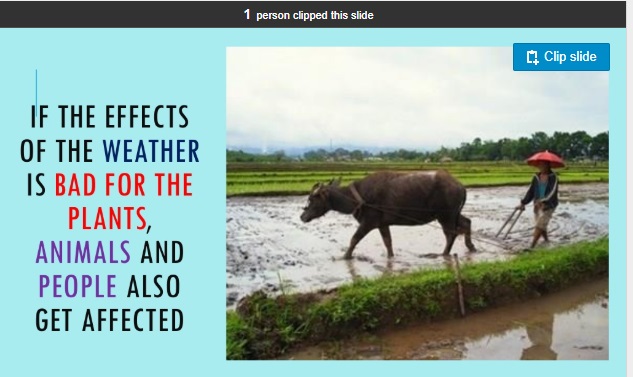 1 person clipped this slide
Clip slide
IF THE EFFECTS
OF THE WEATHER
IS BAD FOR THE
PLANTS,
ANIMALS AND
PEOPLE ALSO
GET AFFECTED